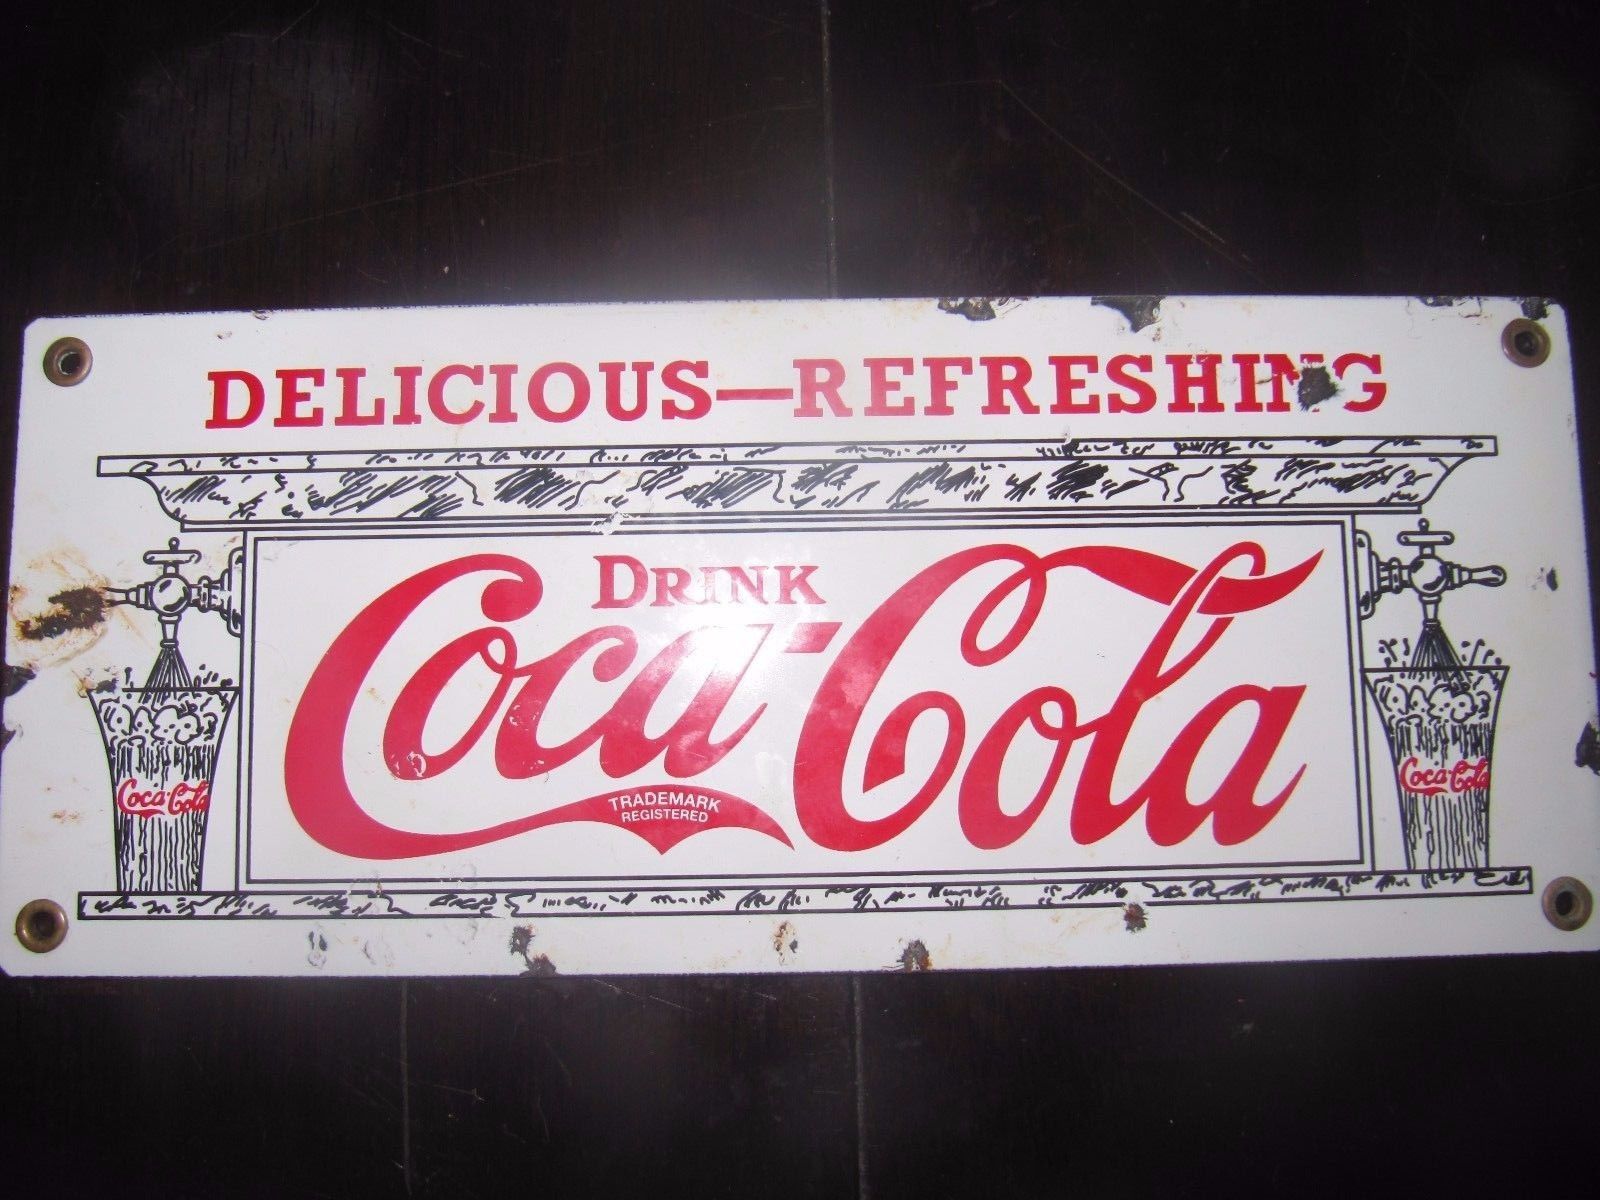 DELICIOUS—REFRESHING
DRINK
Coca-Cola
TRADEMARK
REGISTERED
Coca-Cola
Coca-Cola